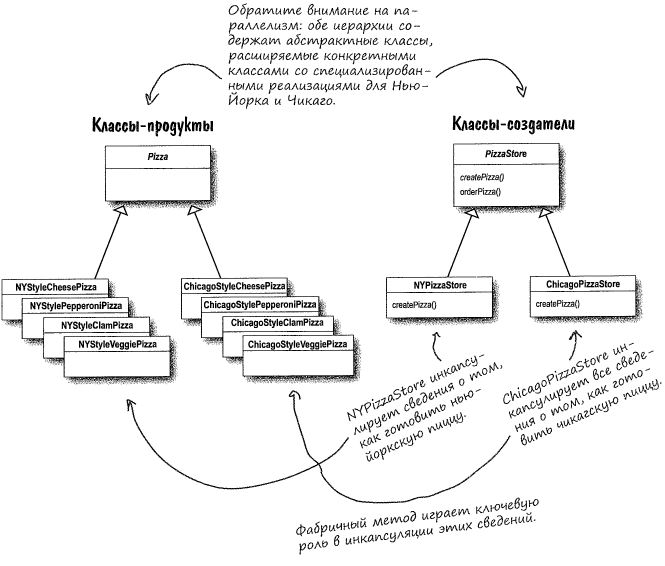 Обратите внимание на па-
раллелизм: обе иерархии со-
держат абстрактные классы,
расширяемые конкретными
классами со специализирован-
ными реализациями для Нью-
Йорка и Чикаго.
Классы-продукты
Pizza
NYStyleCheesePizza
NYStylePepperoniPizza
NYStyleClamPizza
NYStyleVeggiePizza
ChicagoStyleCheesePizza
ChicagoStylePepperoniPizza
ChicagoStyleClamPizza
ChicagoStyleVeggiePizza
Классы-создатели
PizzaStore
createPizza()
orderPizza()
NYPizzaStore
createPizza()
ChicagoPizzaStore
createPizza()
NYPizzaStore инкапсу-
лирует сведения о том,
как готовить нью-
йоркскую пиццу.
ChicagoPizzaStore ин-
капсулирует все сведе-
ния о том, как гото-
вить чикагскую пиццу.
Фабричный метод играет ключевую
роль в инкапсуляции этих сведений.